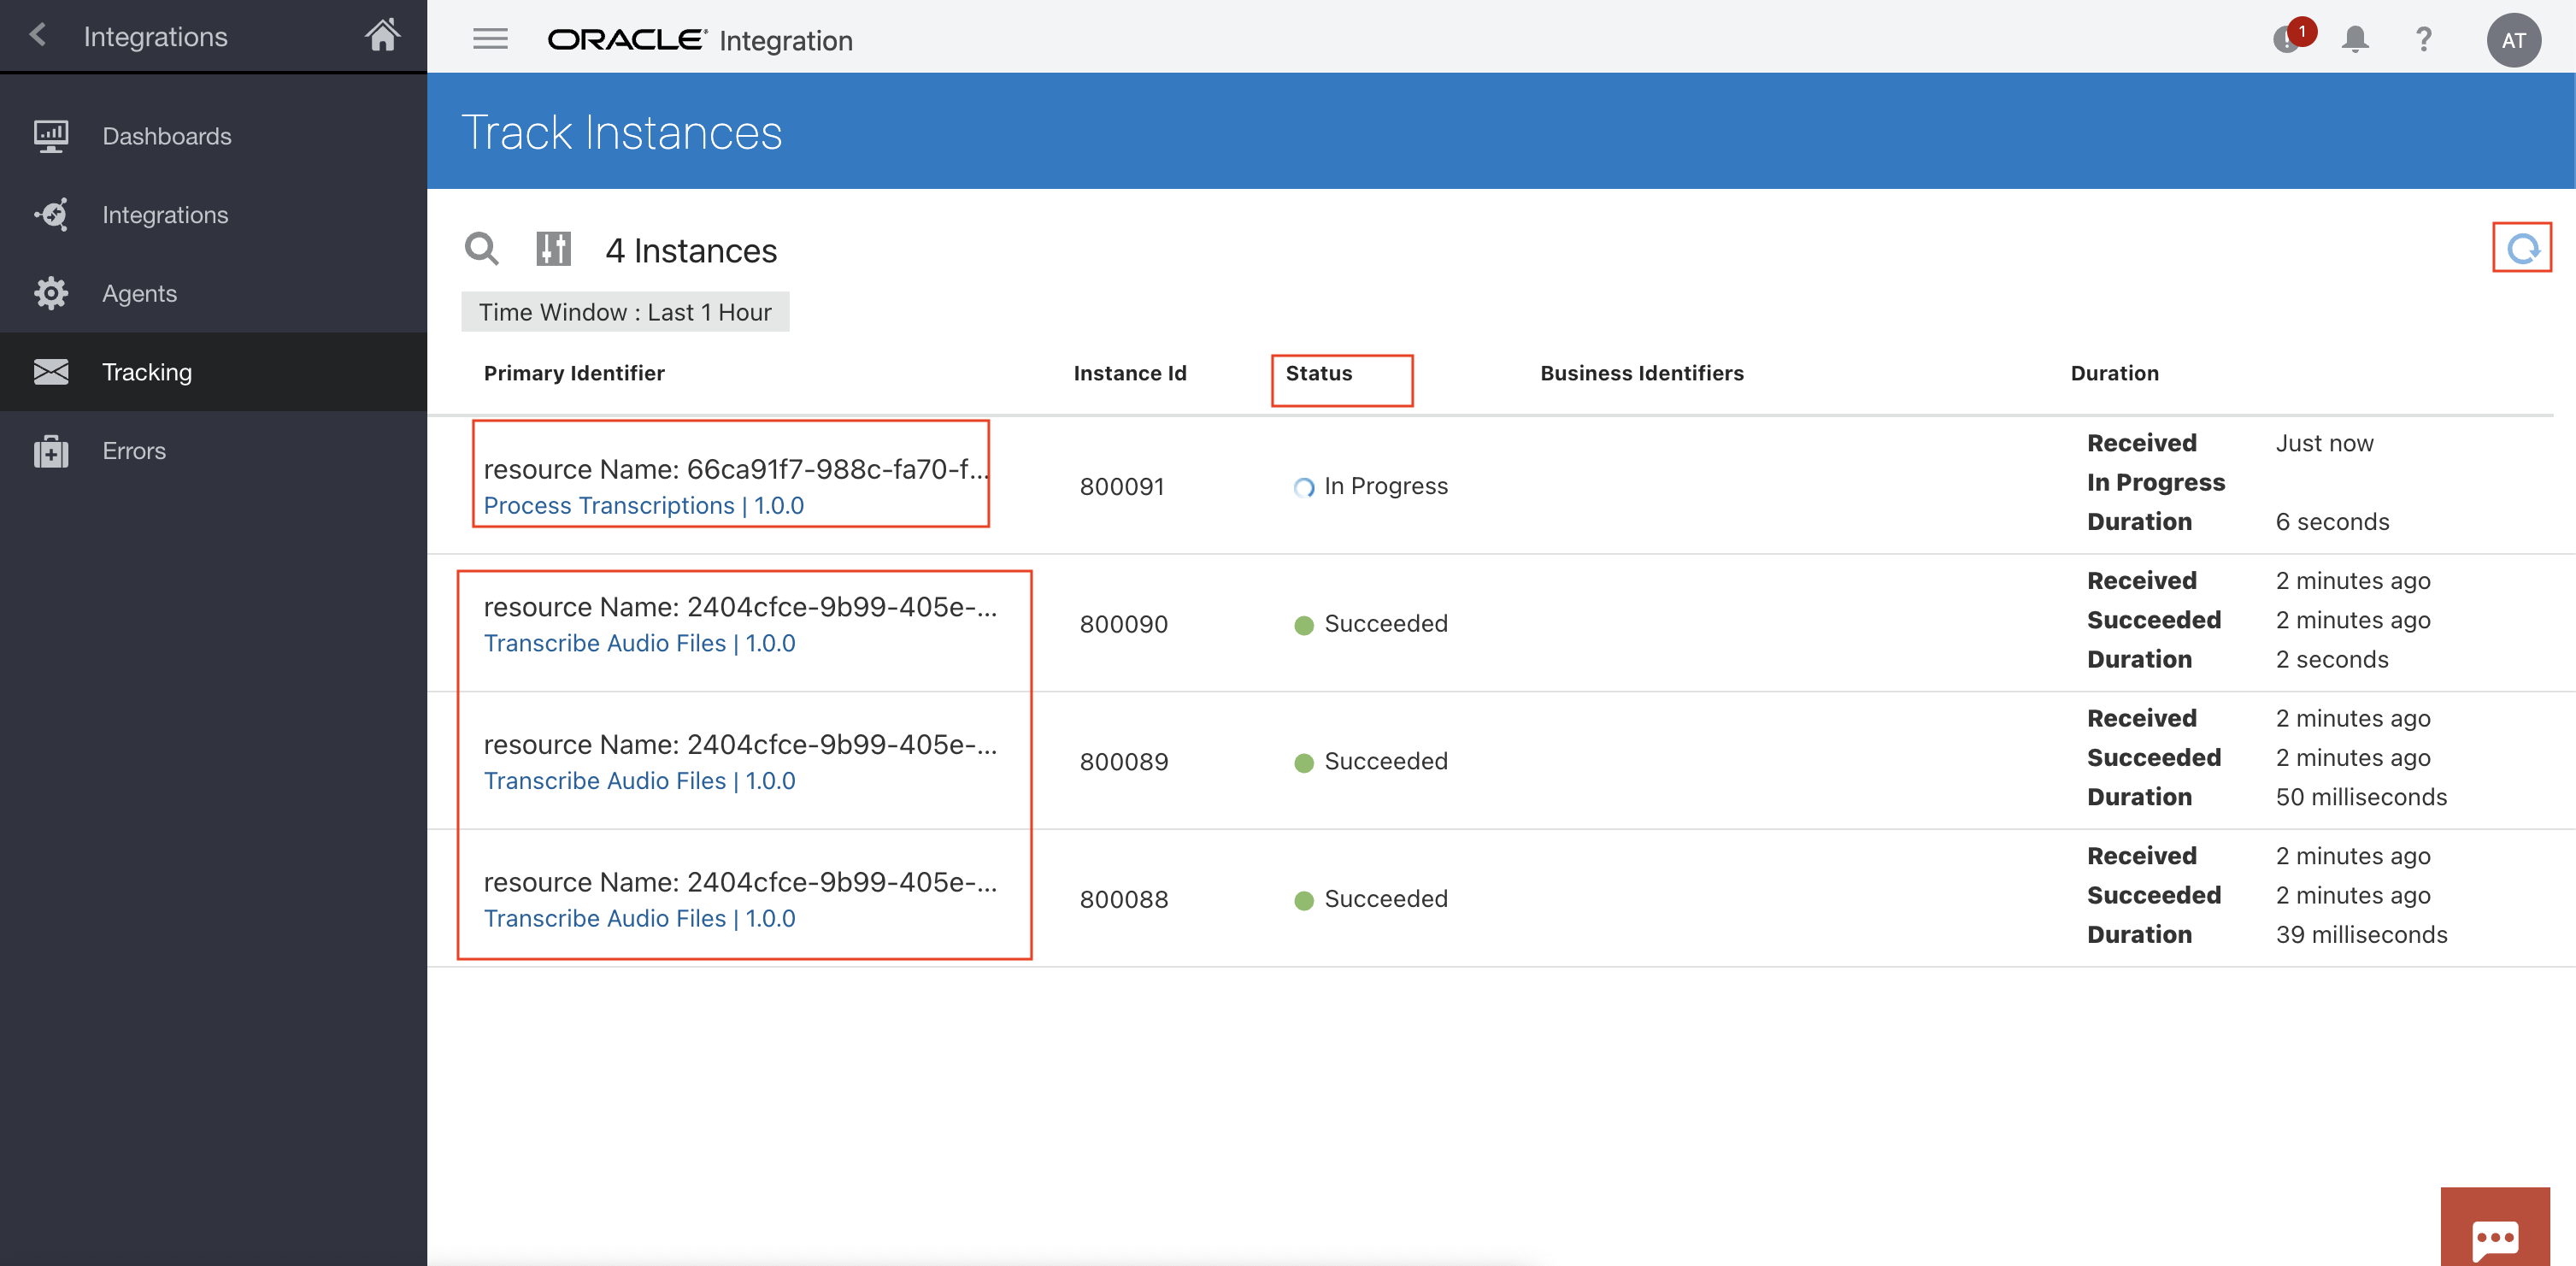 Integrations
ORACLE Integration
1
?
AT
Dashboards
Integrations
Agents
Tracking
Errors
Track Instances
4 Instances
Time Window : Last 1 Hour
Primary Identifier Instance Id Status Business Identifiers Duration
resource Name: 66ca91f7-988c-fa70-f...
Process Transcriptions | 1.0.0
800091
In Progress
Received Just now
In Progress
Duration 6 seconds
resource Name: 2404cfce-9b99-405e-...
Transcribe Audio Files | 1.0.0
800090
Succeeded
Received 2 minutes ago
Succeeded 2 minutes ago
Duration 2 seconds
resource Name: 2404cfce-9b99-405e-...
Transcribe Audio Files | 1.0.0
800089
Succeeded
Received 2 minutes ago
Succeeded 2 minutes ago
Duration 50 milliseconds
resource Name: 2404cfce-9b99-405e-...
Transcribe Audio Files | 1.0.0
800088
Succeeded
Received 2 minutes ago
Succeeded 2 minutes ago
Duration 39 milliseconds